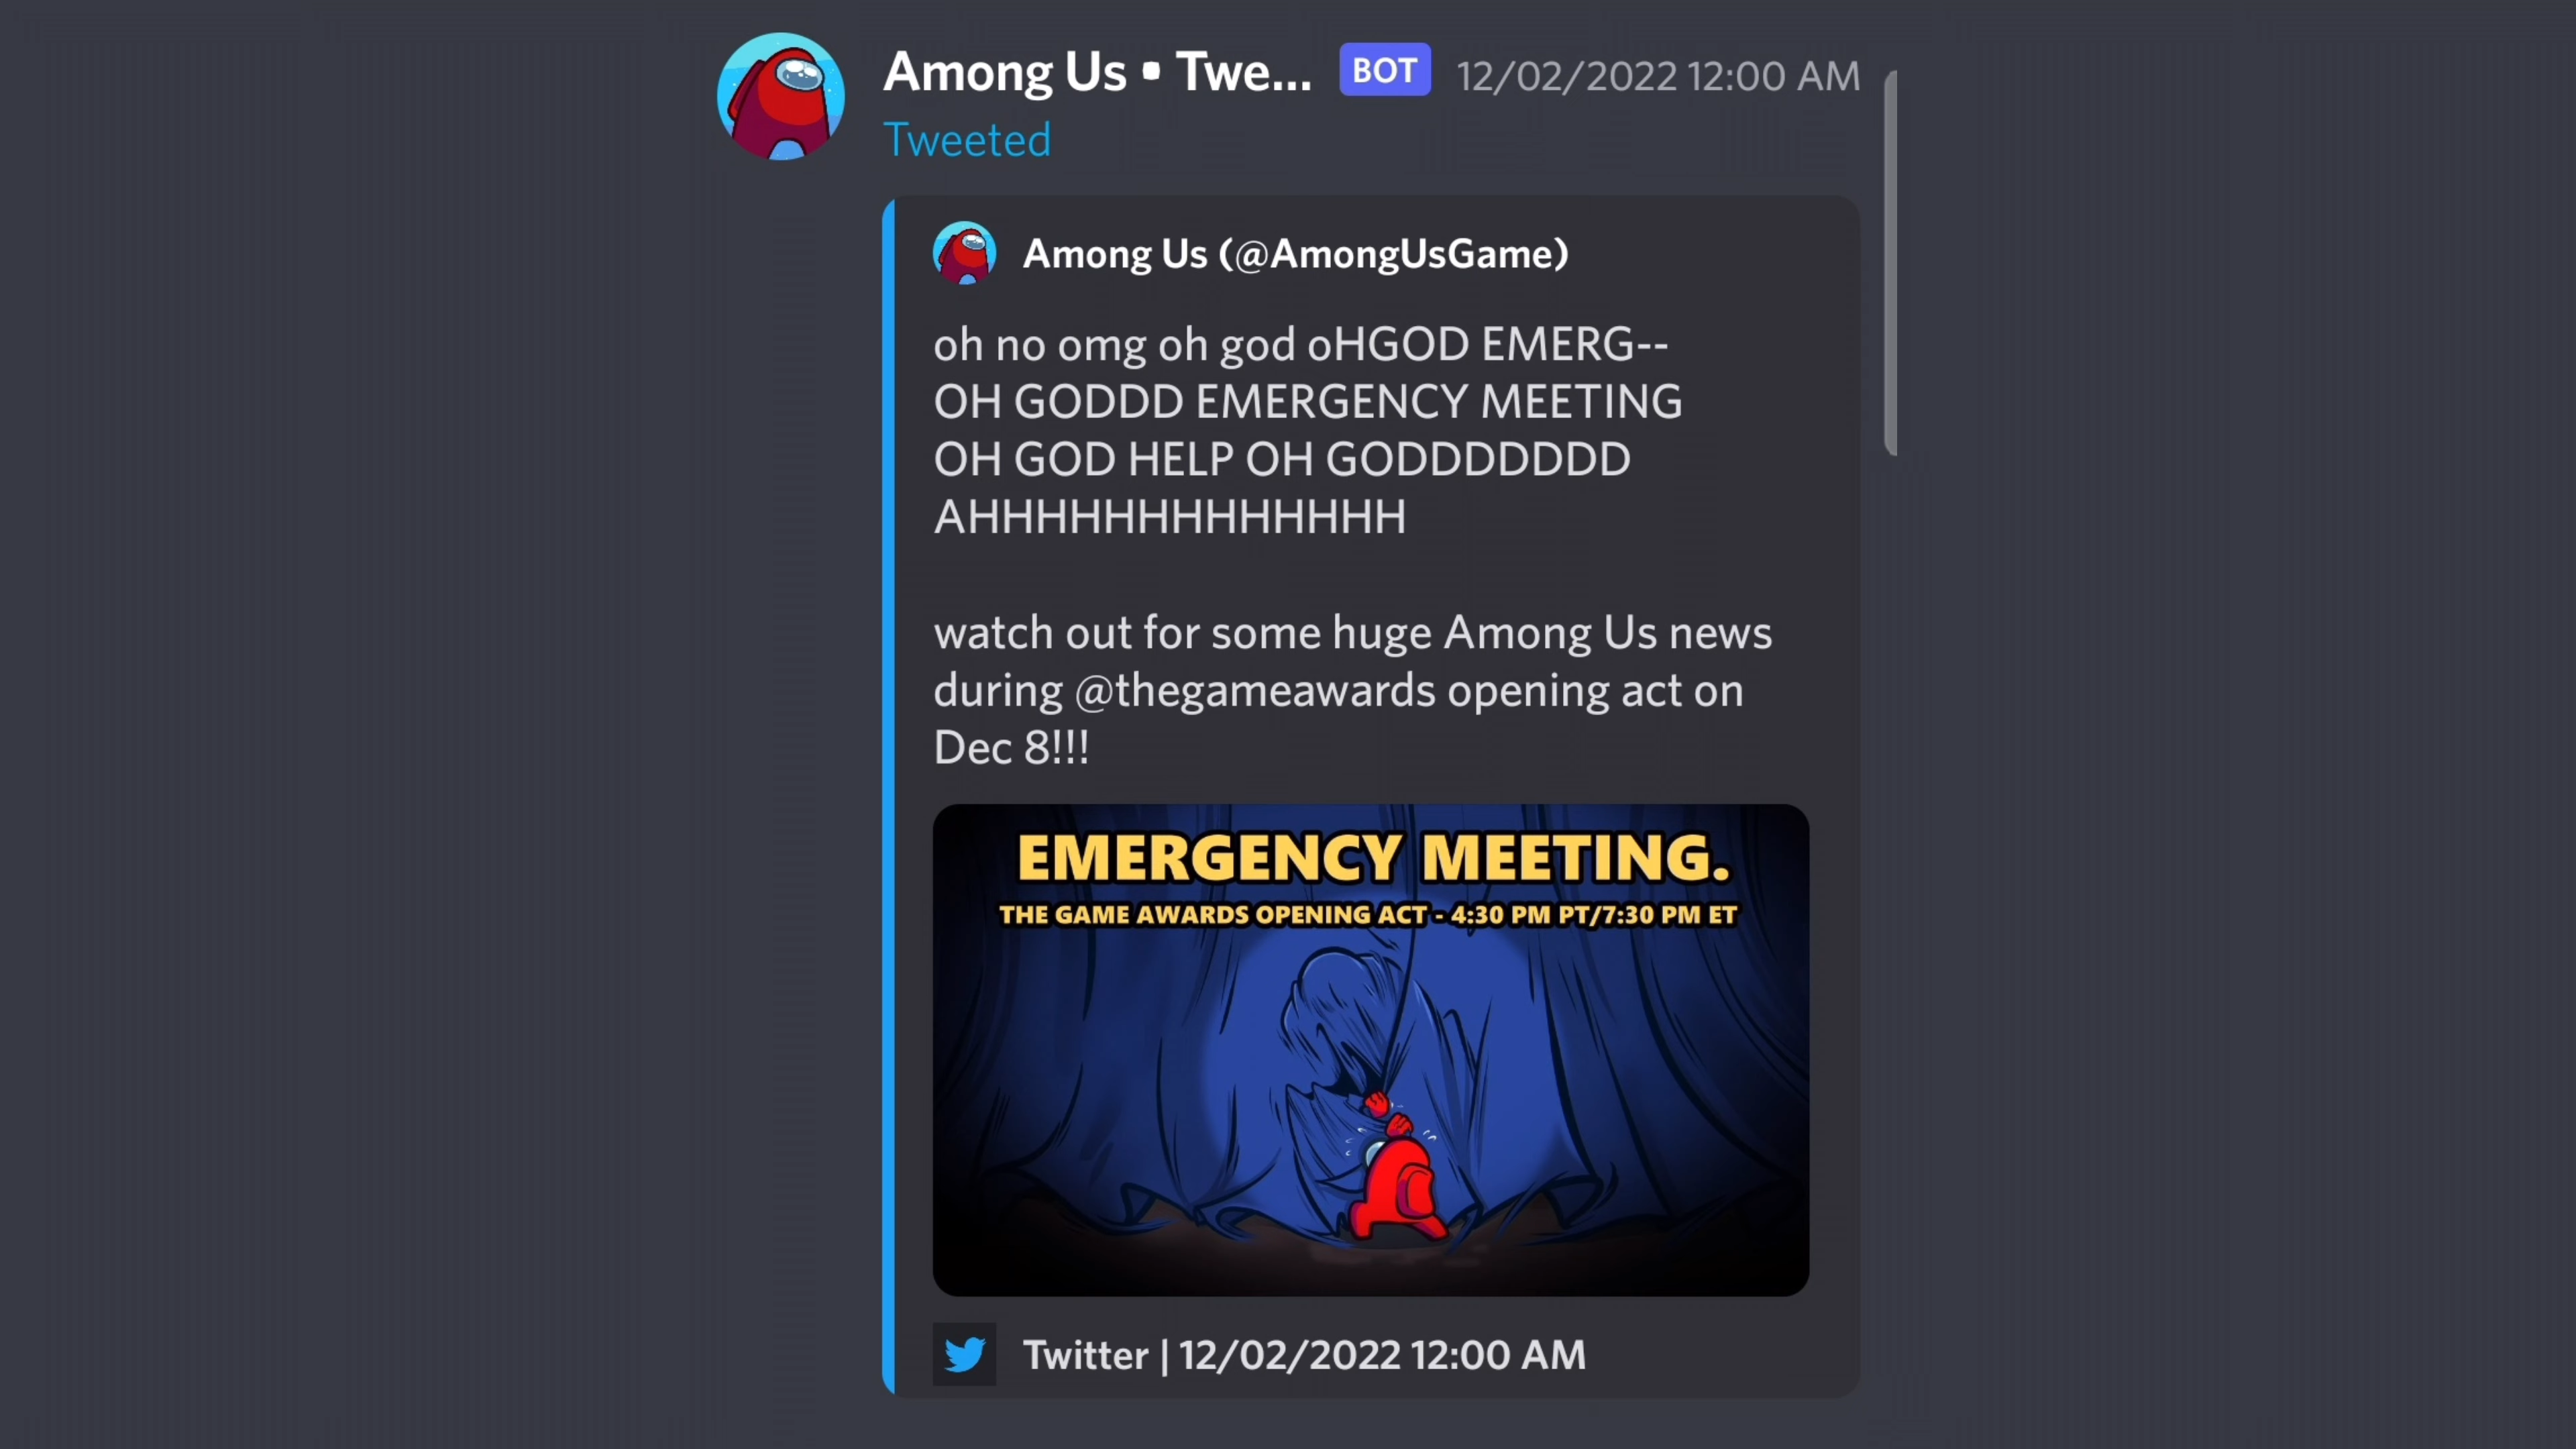 Among Us • Twe... BOT 12/02/2022 12:00 AM
Tweeted
Among Us (@AmongUsGame)
oh no omg oh god oHGOD EMERG--
OH GODDD EMERGENCY MEETING
OH GOD HELP OH GODDDDDDD
AHHHHHHHHHHHHHH
watch out for some huge Among Us news
during @thegameawards opening act on
Dec 8!!!
EMERGENCY MEETING.
THE GAME AWARDS OPENING ACT - 4:30 PM PT/7:30 PM ET
Twitter | 12/02/2022 12:00 AM